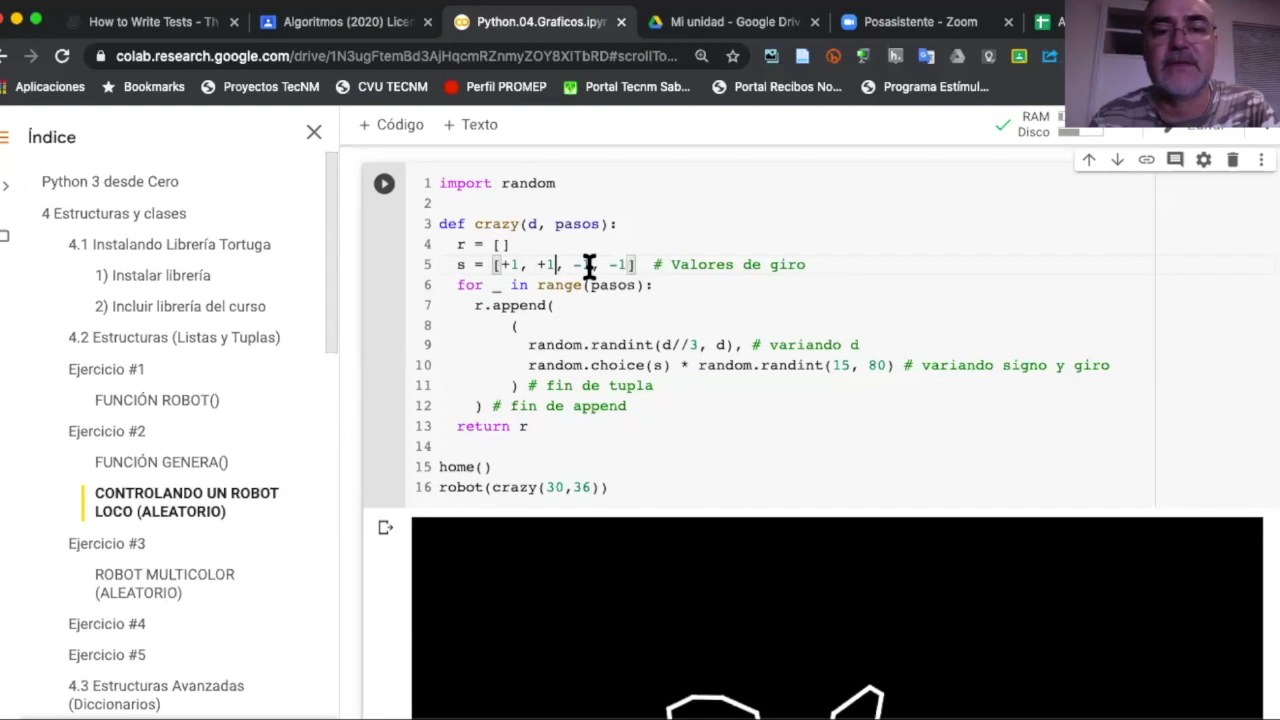 How to Write Tests - Th
Algoritmos (2020) Licer
Python.04.Graficos.ipyr
Mi unidad - Google Driv
Posasistente - Zoom
colab.research.google.com/drive/1N3ugFtemBd3AjHqcmRZnmyZOY8XITbRD#scrollTo...
Aplicaciones
Bookmarks
Proyectos TecNM
CVU TECNM
Perfil PROMEP
Portal Tecnm Sab...
Portal Recibos No...
Programa Estímul...
Índice
Python 3 desde Cero
4 Estructuras y clases
4.1 Instalando Librería Tortuga
1) Instalar librería
2) Incluir librería del curso
4.2 Estructuras (Listas y Tuplas)
Ejercicio #1
FUNCIÓN ROBOT()
Ejercicio #2
FUNCIÓN GENERA()
CONTROLANDO UN ROBOT
LOCO (ALEATORIO)
Ejercicio #3
ROBOT MULTICOLOR
(ALEATORIO)
Ejercicio #4
Ejercicio #5
4.3 Estructuras Avanzadas
(Diccionarios)
+ Código + Texto
RAM
Disco
1 import random
2
3 def crazy(d, pasos):
4 r = []
5 s = [+1, +1, -1, -1] # Valores de giro
6 for _ in range(pasos):
7 r.append(
8 (
9 random.randint(d//3, d), # variando d
10 random.choice(s) * random.randint(15, 80) # variando signo y giro
11 ) # fin de tupla
12 ) # fin de append
13 return r
14
15 home()
16 robot(crazy(30,36))